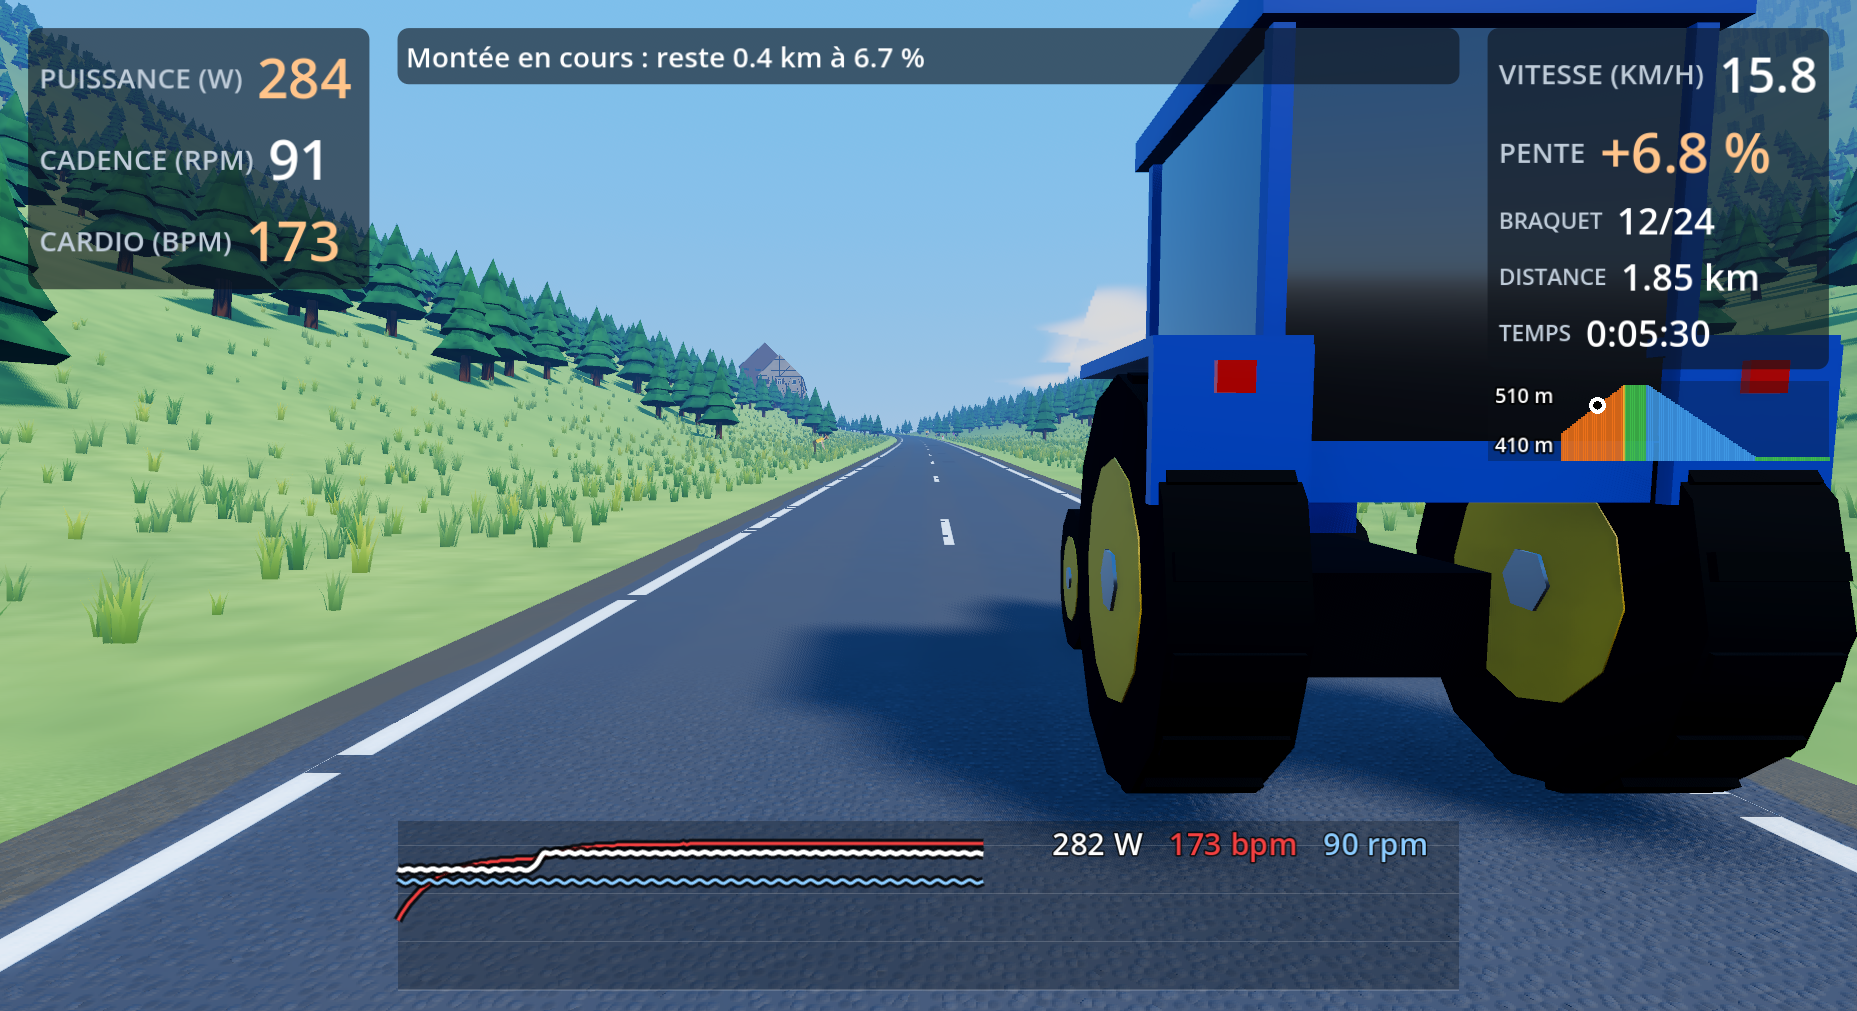 PUISSANCE (W) 284
CADENCE (RPM) 91
CARDIO (BPM) 173
Montée en cours : reste 0.4 km à 6.7 %
VITESSE (KM/H) 15.8
PENTE +6.8 %
BRAQUET 12/24
DISTANCE 1.85 km
TEMPS 0:05:30
510 m
410 m
282 W 173 bpm 90 rpm